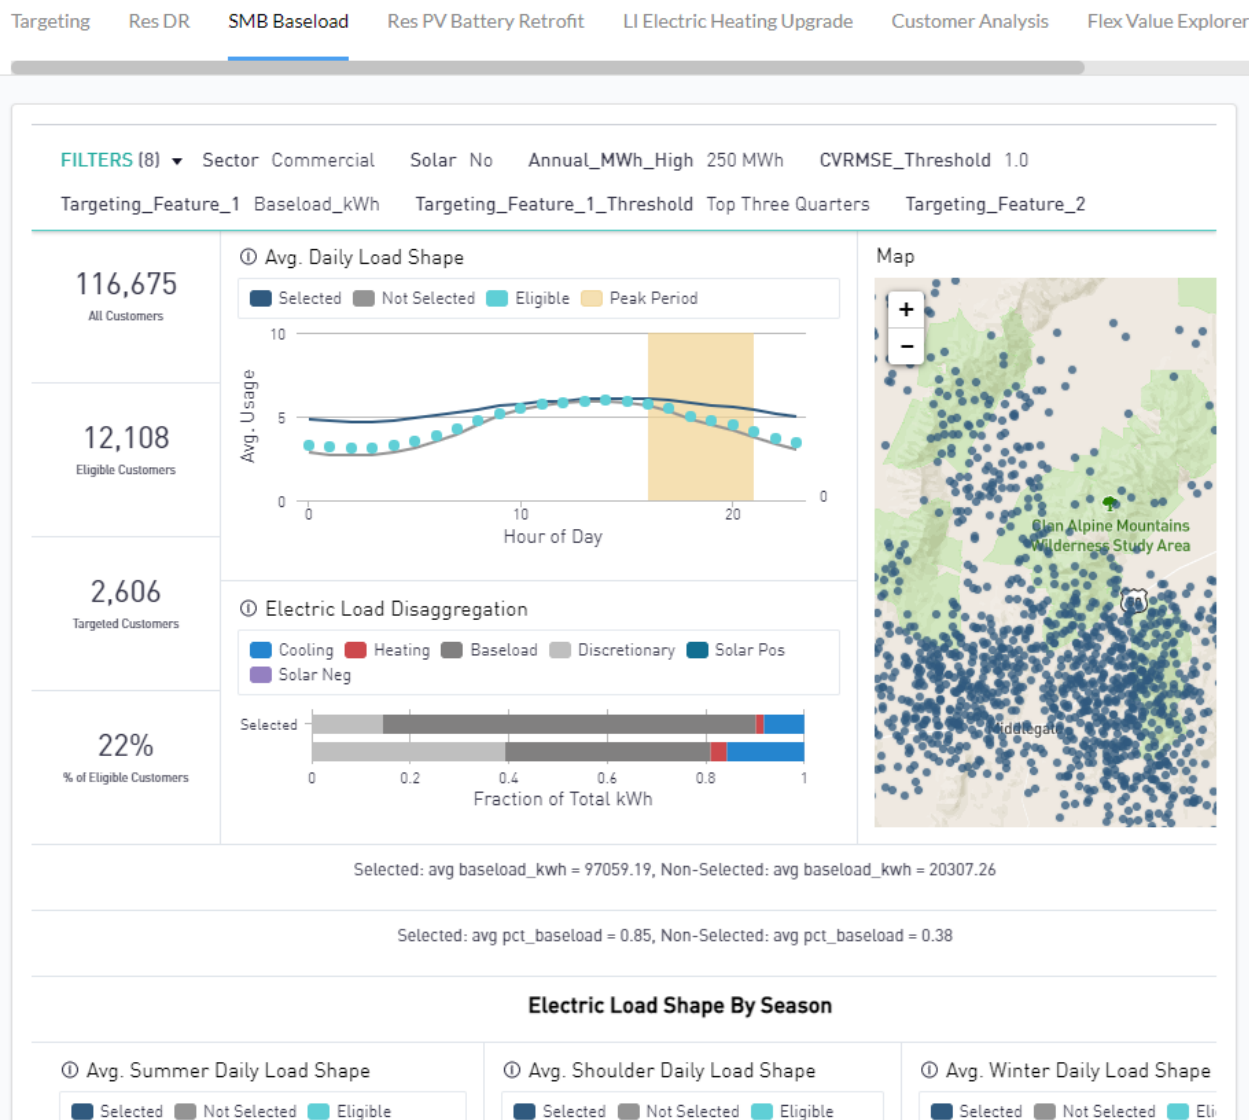 Targeting Res DR SMB Baseload Res PV Battery Retrofit LI Electric Heating Upgrade Customer Analysis Flex Value Explorer
FILTERS (8) Sector Commercial Solar No Annual_MWh_High 250 MWh CVRMSE_Threshold 1.0
Targeting_Feature_1 Baseload_kWh Targeting_Feature_1_Threshold Top Three Quarters Targeting_Feature_2
116,675
All Customers
12,108
Eligible Customers
2,606
Targeted Customers
22%
% of Eligible Customers
Avg. Daily Load Shape
Selected Not Selected Eligible Peak Period
10
5
0
Avg. Usage
0
0 10 20
Hour of Day
Electric Load Disaggregation
Cooling Heating Baseload Discretionary Solar Pos
Solar Neg
Selected
0 0.2 0.4 0.6 0.8 1
Fraction of Total kWh
Map
+
−
Clan Alpine Mountains
Wilderness Study Area
Middlegate
Selected: avg baseload_kwh = 97059.19, Non-Selected: avg baseload_kwh = 20307.26
Selected: avg pct_baseload = 0.85, Non-Selected: avg pct_baseload = 0.38
Electric Load Shape By Season
Avg. Summer Daily Load Shape
Selected Not Selected Eligible
Avg. Shoulder Daily Load Shape
Selected Not Selected Eligible
Avg. Winter Daily Load Shape
Selected Not Selected Eli